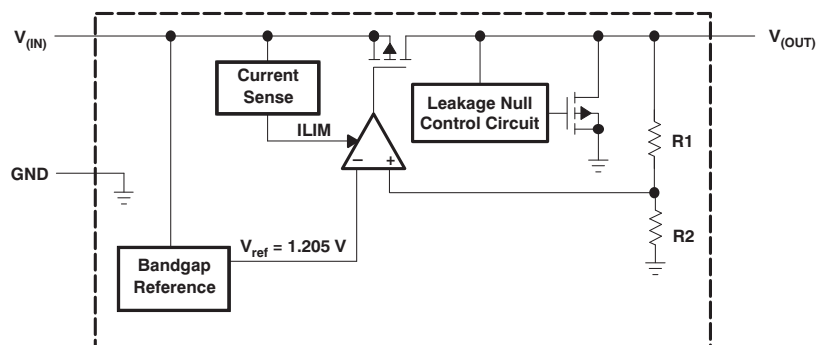 V(IN)
V(OUT)
Current
Sense
Leakage Null
Control Circuit
ILIM
R1
– +
GND
R2
Vref = 1.205 V
Bandgap
Reference